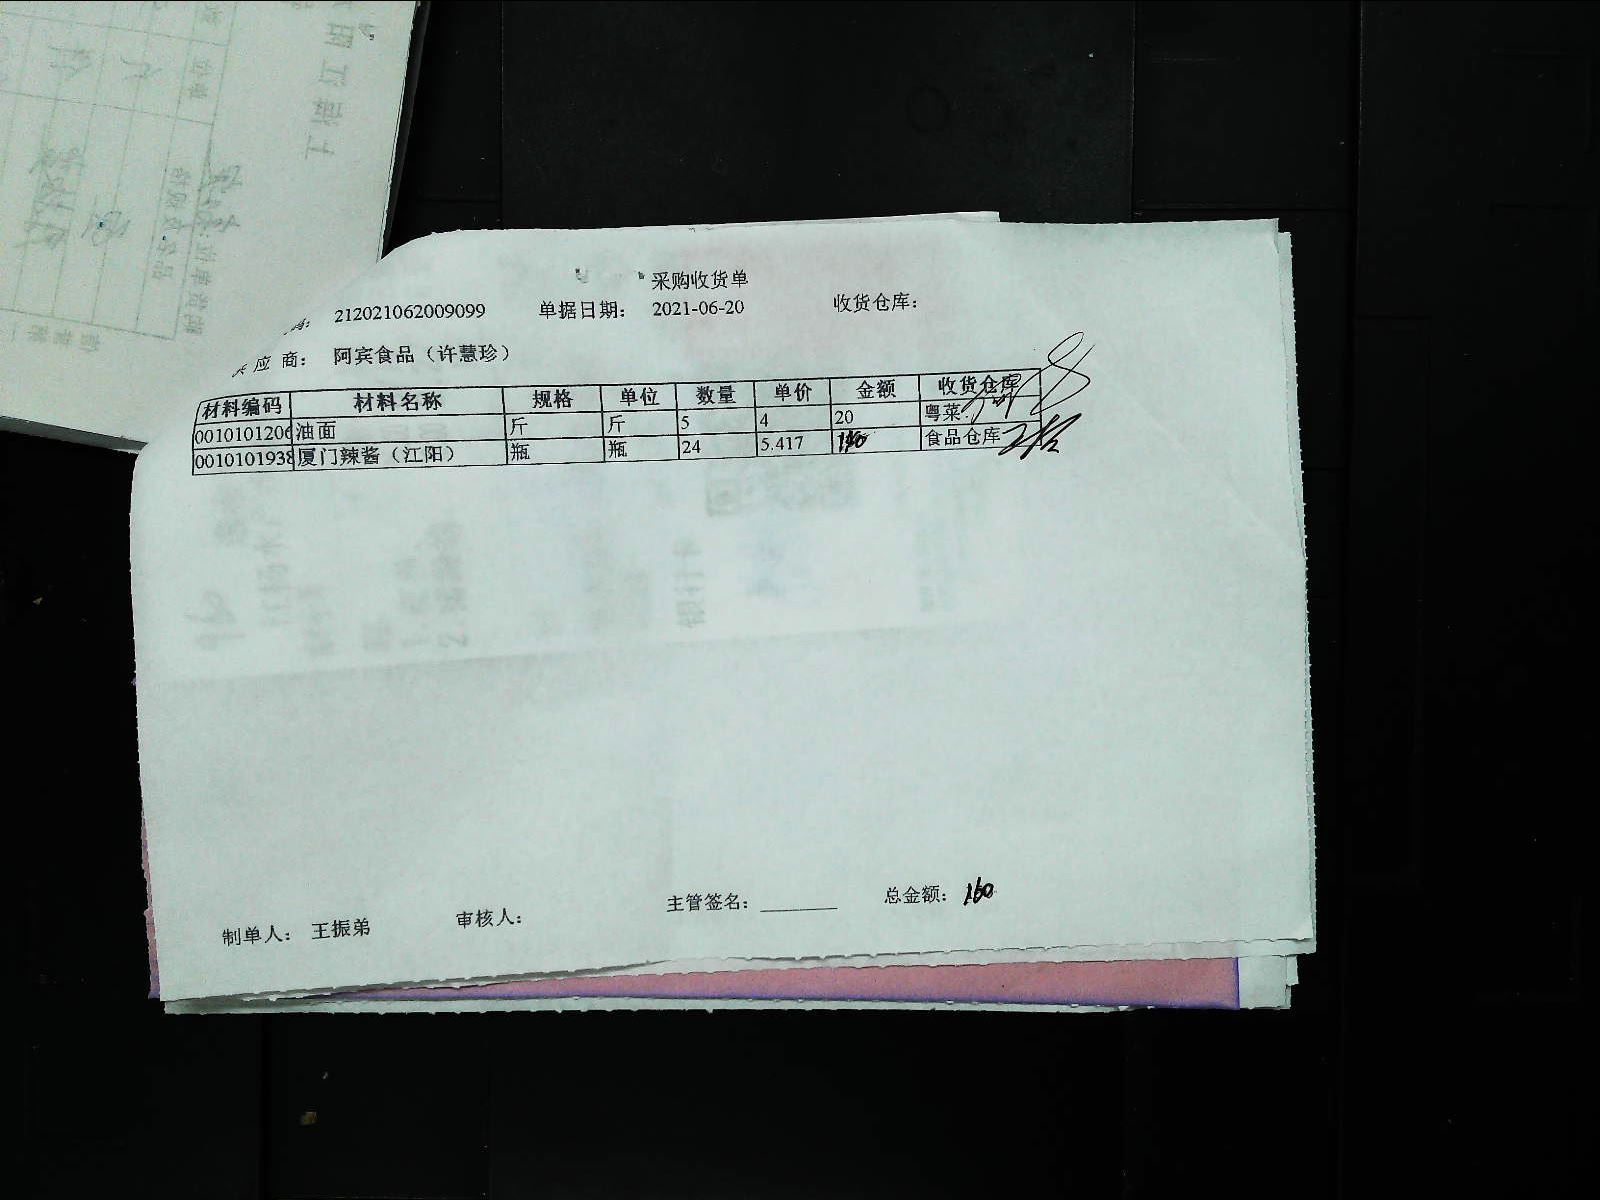 采购收货单
212021062009099 单据日期： 2021-06-20 收货仓库：
应 商： 阿宾食品（许慧珍）
材料编码 材料名称 规格 单位 数量 单价 金额 收货仓库
0010101206 油面 斤 斤 5 4 20 粤菜
0010101938 厦门辣酱（江阳） 瓶 瓶 24 5.417 食品仓库
制单人： 王振弟 审核人： 主管签名： ________ 总金额： 160